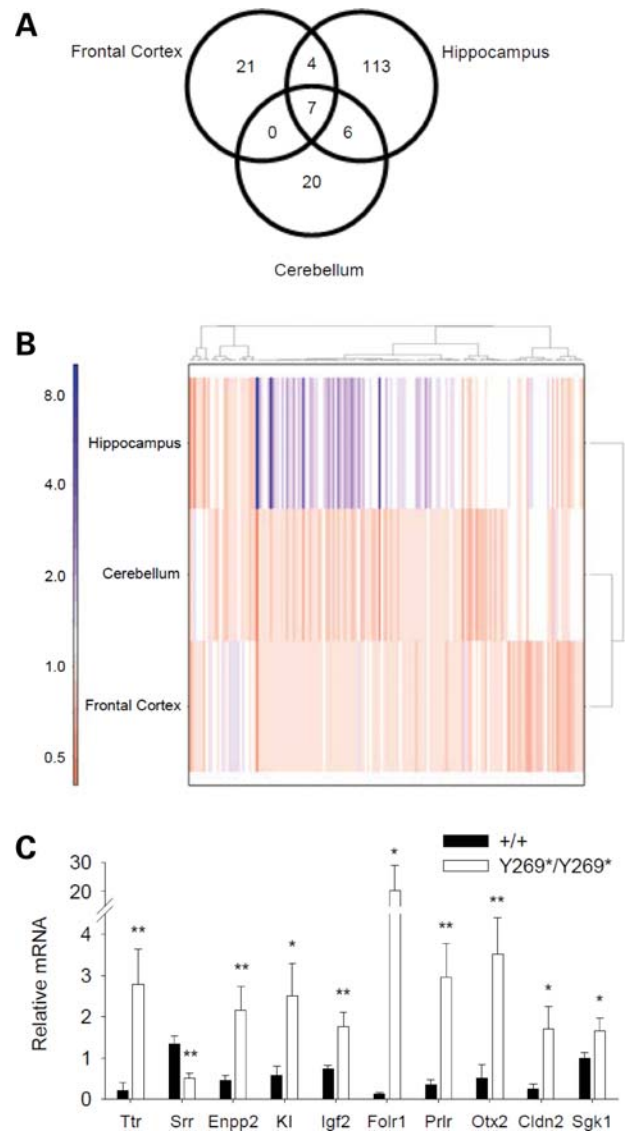 A
Frontal Cortex
21
4
113
Hippocampus
7
0
6
20
Cerebellum
B
8.0
4.0
2.0
1.0
0.5
Hippocampus
Cerebellum
Frontal Cortex
C
+/+
Y269*/Y269*
Relative mRNA
30
20
4
3
2
1
0
** ** ** * ** * ** ** * *
Ttr Srr Enpp2 Kl Igf2 Folr1 Prlr Otx2 Cldn2 Sgk1